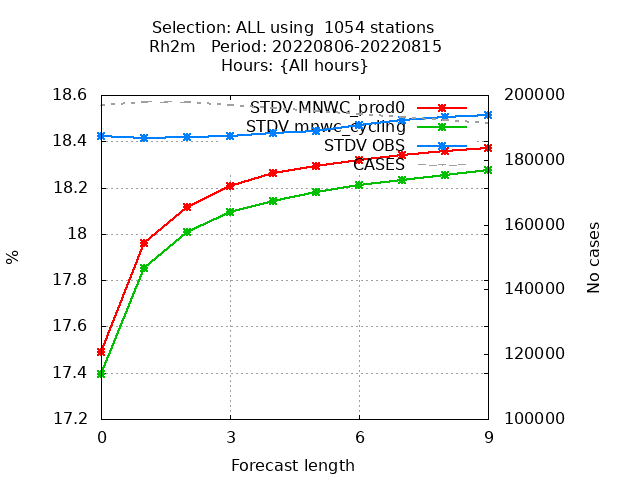 Selection: ALL using  1054 stations
Rh2m   Period: 20220806-20220815
Hours: {All hours}
18.6
18.4
18.2
18
17.8
17.6
17.4
17.2
%
STDV MNWC_prod0
STDV mnwc_cycling
STDV OBS
CASES
200000
180000
160000
140000
120000
100000
No cases
0
3
6
9
Forecast length